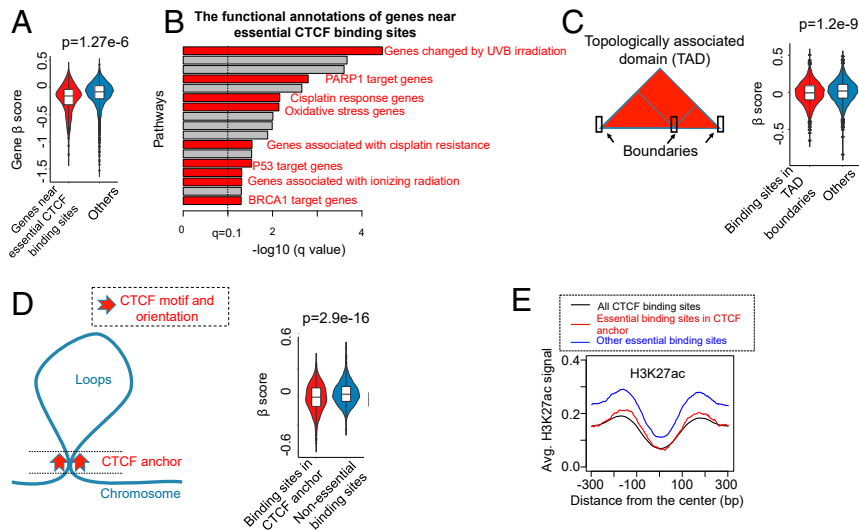 A
p=1.27e-6
Gene β score
0.5
0
-0.5
-1
-1.5
Genes near
essential CTCF
binding sites
Others
B
The functional annotations of genes near
essential CTCF binding sites
Pathways
Genes changed by UVB irradiation
PARP1 target genes
Cisplatin response genes
Oxidative stress genes
Genes associated with cisplatin resistance
P53 target genes
Genes associated with ionizing radiation
BRCA1 target genes
0
q=0.1
2
4
-log10 (q value)
C
Topologically associated
domain (TAD)
Boundaries
p=1.2e-9
β score
0.5
0
-0.5
Binding sites in
TAD
boundaries
Others
D
CTCF motif and
orientation
Loops
CTCF anchor
Chromosome
p=2.9e-16
β score
0.6
0
-0.6
Binding sites in
CTCF anchor
Non-essential
binding sites
E
All CTCF binding sites
Essential binding sites in CTCF
anchor
Other essential binding sites
Avg. H3K27ac signal
0.4
0.2
0.0
H3K27ac
-300
-100
0
100
300
Distance from the center (bp)